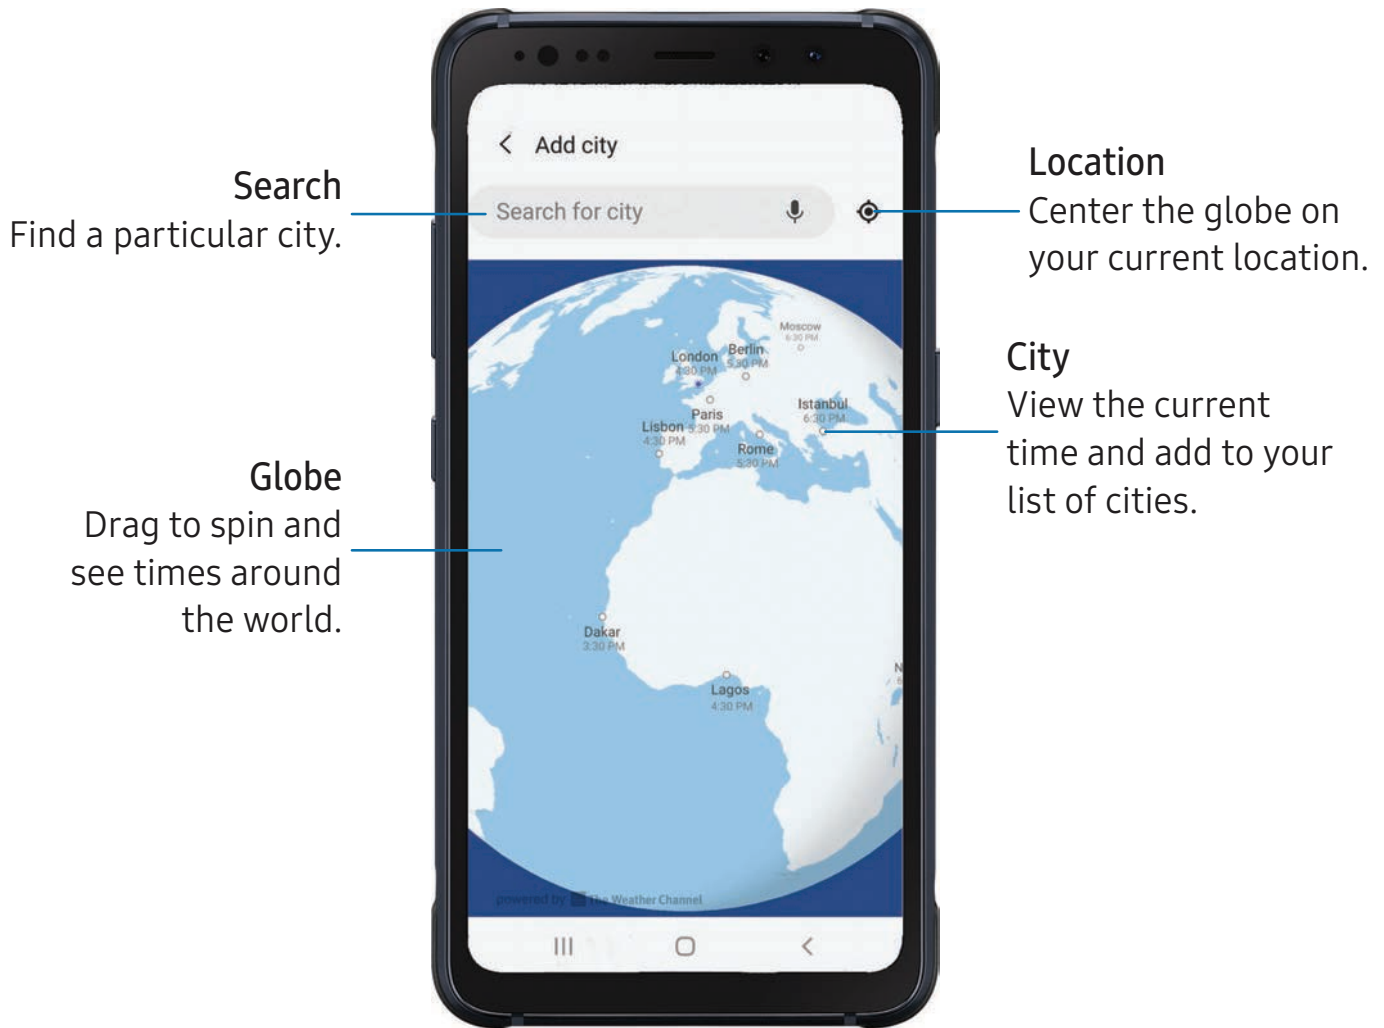 Add city
Search for city
Search
Find a particular city.
Location
Center the globe on
your current location.
City
View the current
time and add to your
list of cities.
Globe
Drag to spin and
see times around
the world.
Moscow
6:30 PM
London
4:30 PM
Berlin
5:30 PM
Paris
5:30 PM
Istanbul
6:30 PM
Lisbon
4:30 PM
Rome
5:30 PM
Dakar
3:30 PM
Lagos
4:30 PM
N
6
powered by The Weather Channel